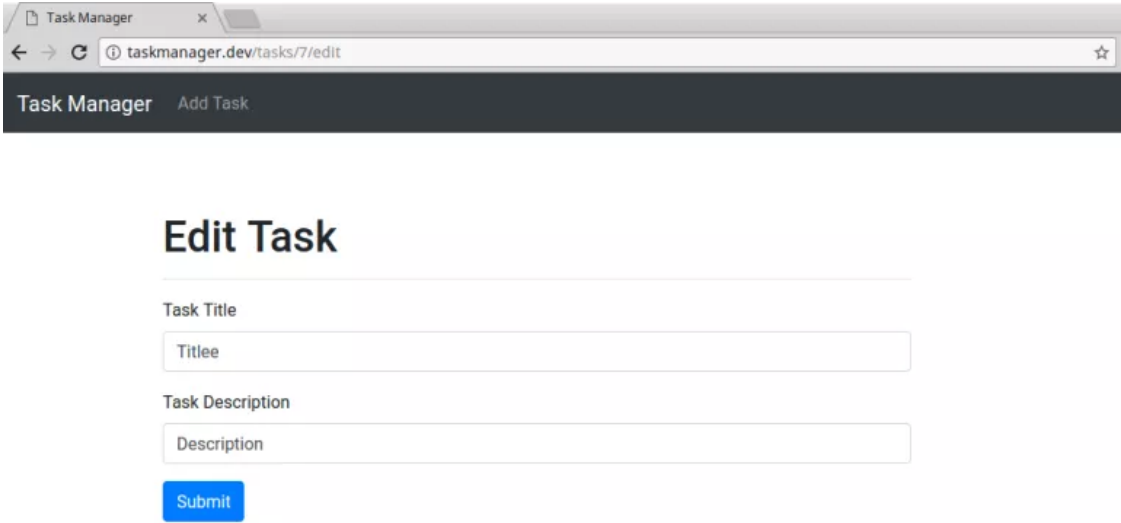 Task Manager
taskmanager.dev/tasks/7/edit
Task Manager Add Task
Edit Task
Task Title
Titlee
Task Description
Description
Submit